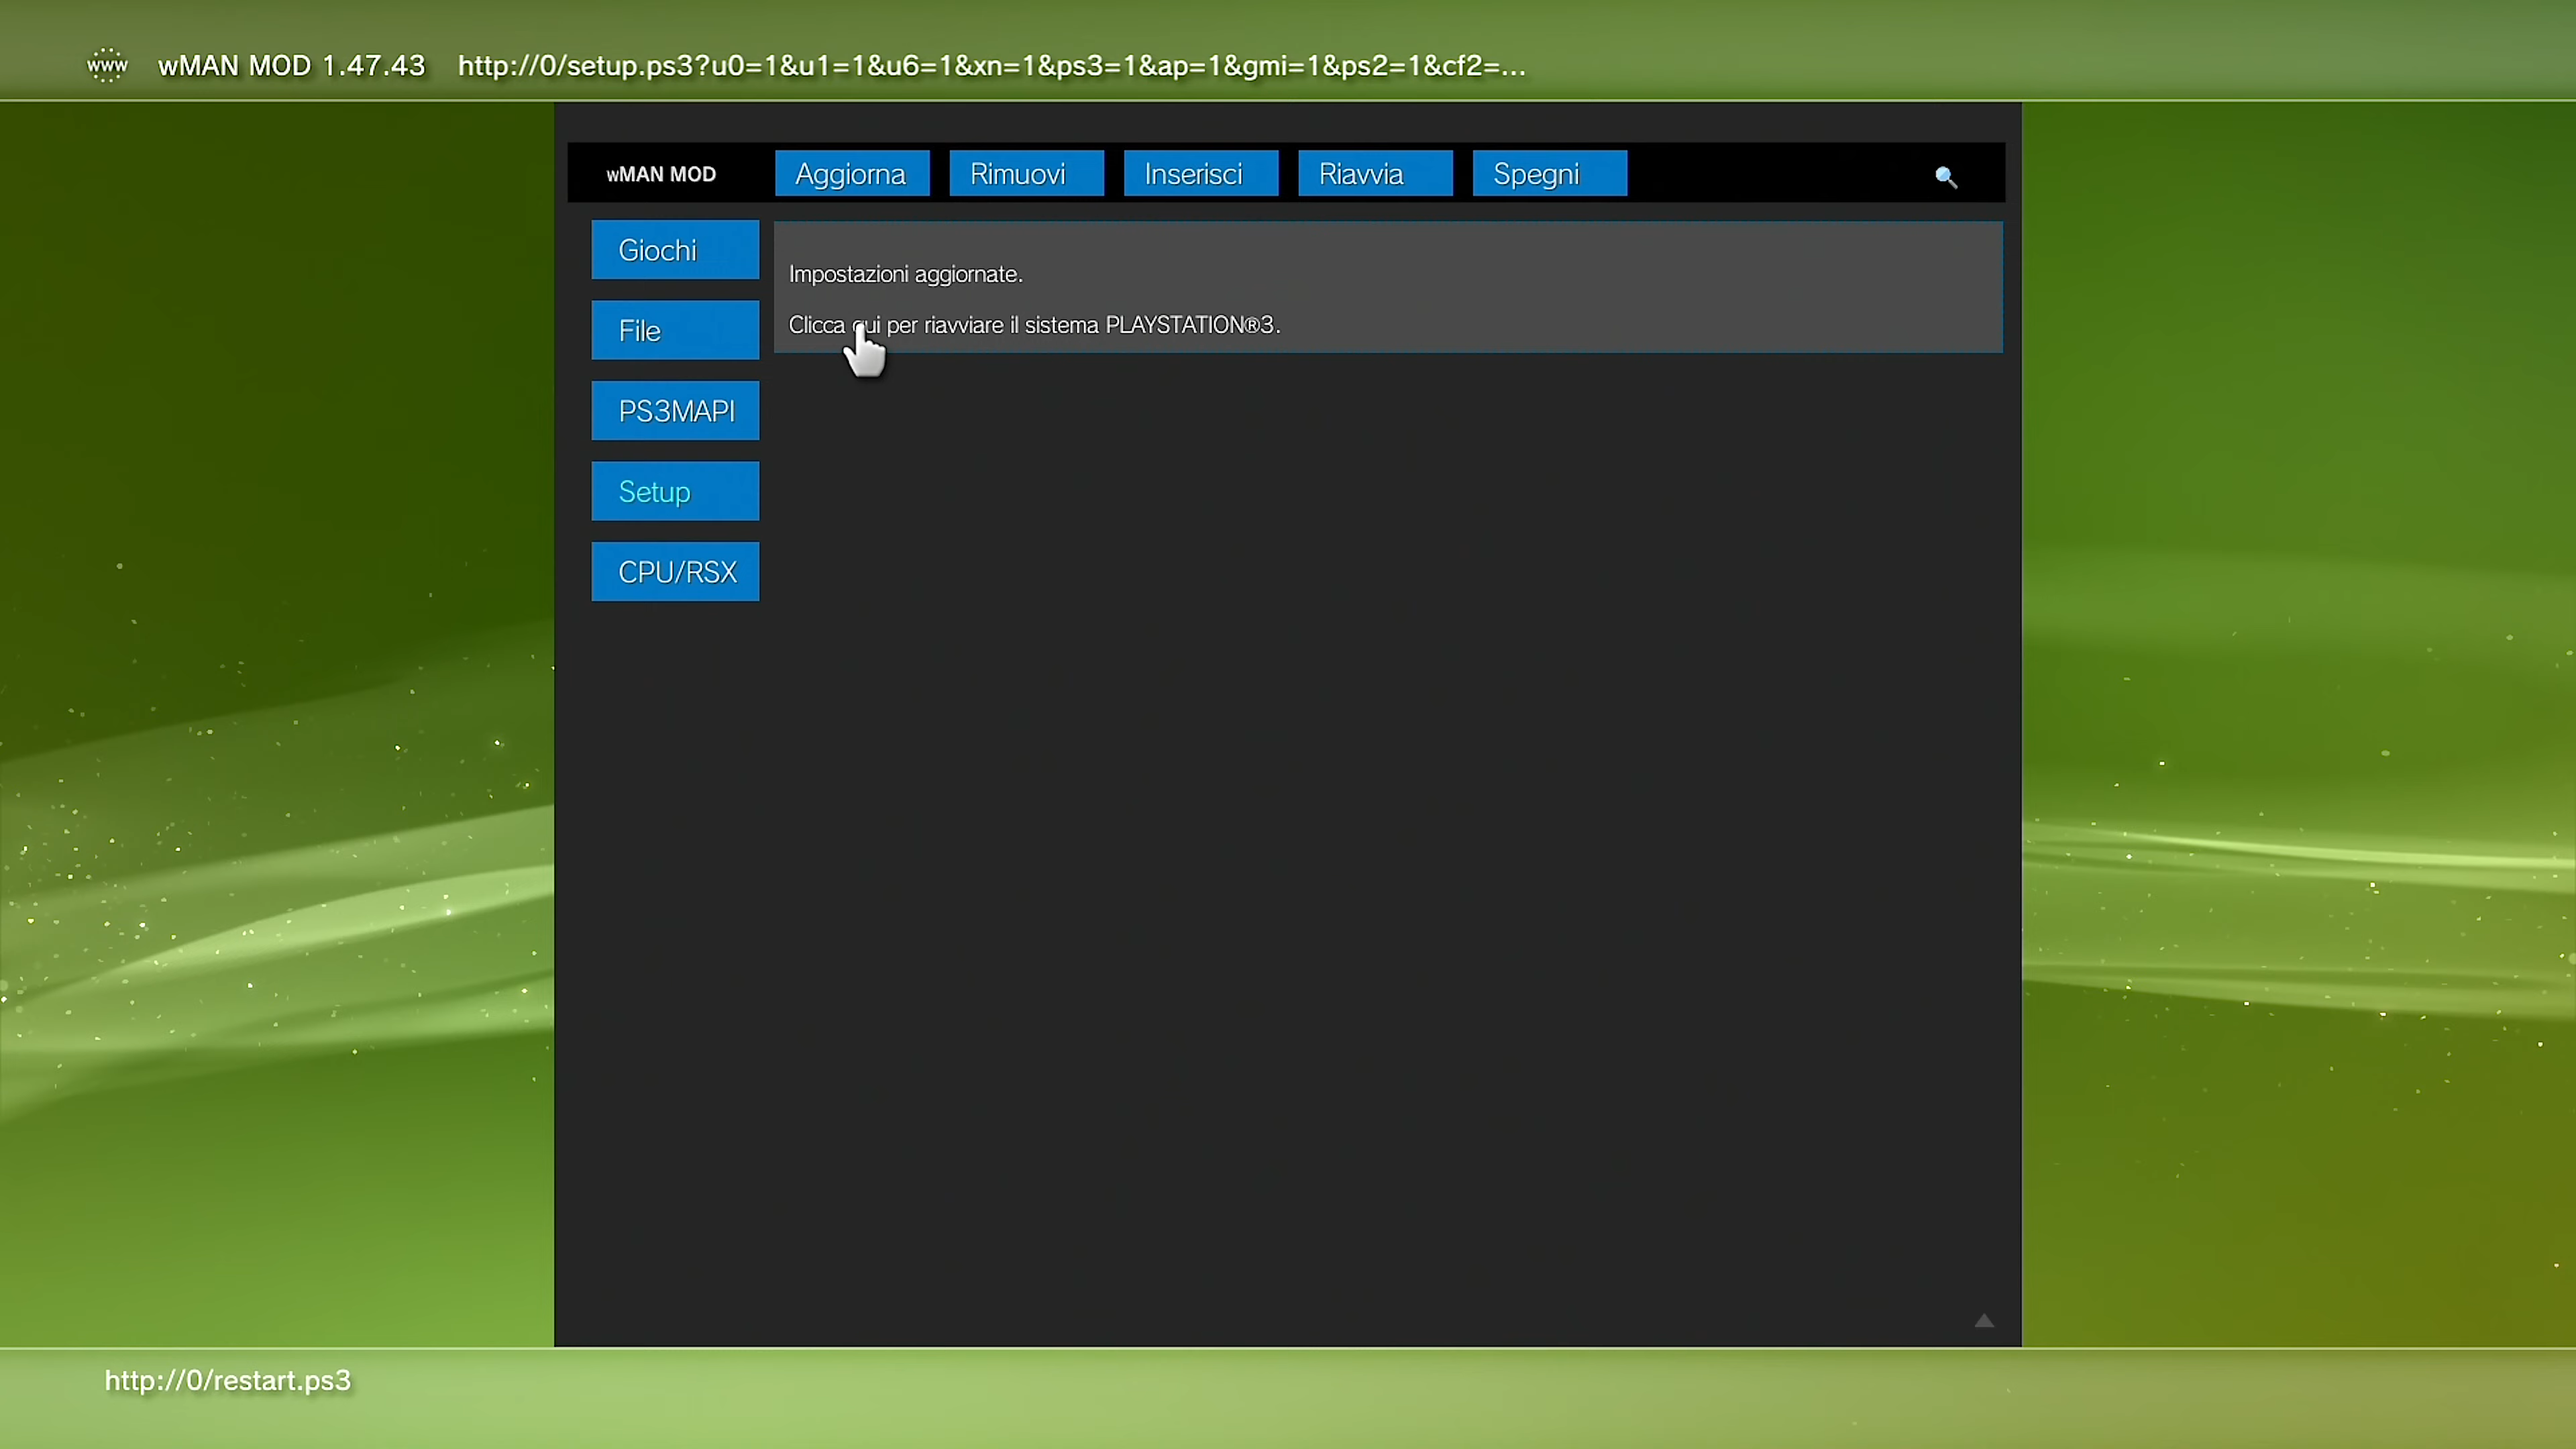 www wMAN MOD 1.47.43 http://0/setup.ps3?u0=1&u1=1&u6=1&xn=1&ps3=1&ap=1&gmi=1&ps2=1&cf2=...
wMAN MOD Aggiorna Rimuovi Inserisci Riavvia Spegni
Giochi
Impostazioni aggiornate.
Clicca qui per riavviare il sistema PLAYSTATION®3.
File
PS3MAPI
Setup
CPU/RSX
http://0/restart.ps3